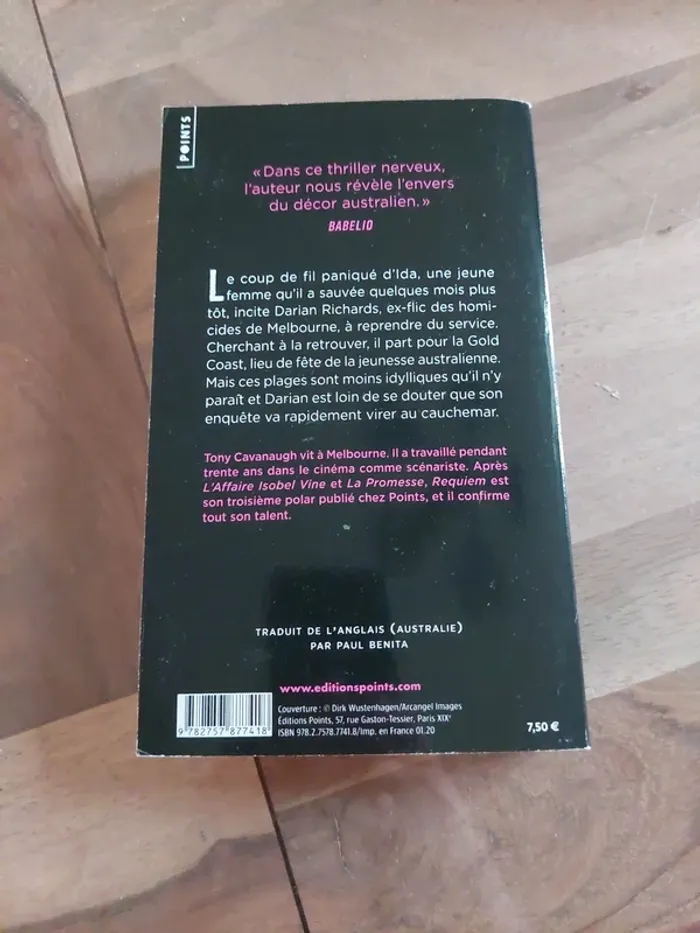 POINTS
« Dans ce thriller nerveux,
l'auteur nous révèle l'envers
du décor australien. »
BABELIO
Le coup de fil paniqué d'Ida, une jeune
femme qu'il a sauvée quelques mois plus
tôt, incite Darian Richards, ex-flic des homi-
cides de Melbourne, à reprendre du service.
Cherchant à la retrouver, il part pour la Gold
Coast, lieu de fête de la jeunesse australienne.
Mais ces plages sont moins idylliques qu'il n'y
paraît et Darian est loin de se douter que son
enquête va rapidement virer au cauchemar.
Tony Cavanaugh vit à Melbourne. Il a travaillé pendant
trente ans dans le cinéma comme scénariste. Après
L'Affaire Isobel Vine et La Promesse, Requiem est
son troisième polar publié chez Points, et il confirme
tout son talent.
TRADUIT DE L'ANGLAIS (AUSTRALIE)
PAR PAUL BENITA
www.editionspoints.com
Couverture : © Dirk Wustenhagen/Arcangel Images
Éditions Points, 57, rue Gaston-Tessier, Paris XIXe
ISBN 978.2.7578.7741.8/Imp. en France 01.20
9 782757 877418
7,50 €